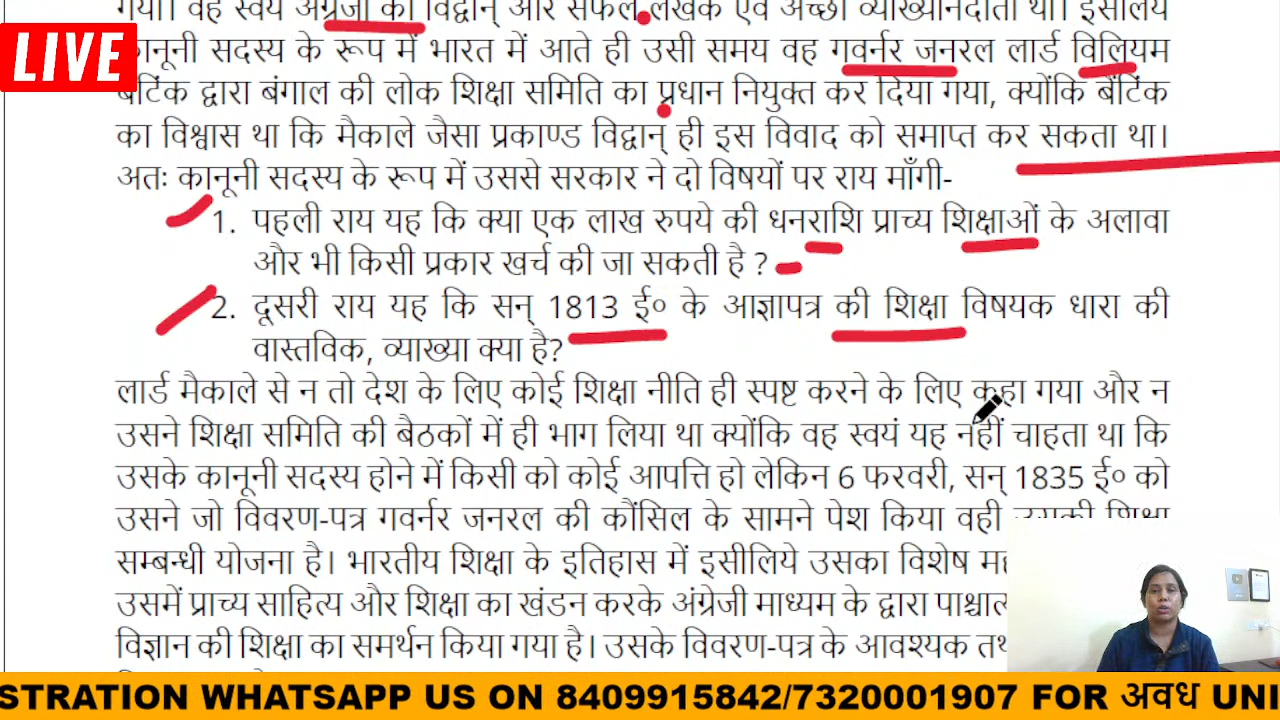 गया। वह स्वयं अंग्रेजी का विद्वान् और सफल लेखक एवं अच्छा व्याख्यानदाता था। इसीलिये
LIVE
कानूनी सदस्य के रूप में भारत में आते ही उसी समय वह गवर्नर जनरल लार्ड विलियम
बैंटिंक द्वारा बंगाल की लोक शिक्षा समिति का प्रधान नियुक्त कर दिया गया, क्योंकि बैंटिंक
का विश्वास था कि मैकाले जैसा प्रकाण्ड विद्वान् ही इस विवाद को समाप्त कर सकता था।
अतः कानूनी सदस्य के रूप में उससे सरकार ने दो विषयों पर राय माँगी-
1. पहली राय यह कि क्या एक लाख रुपये की धनराशि प्राच्य शिक्षाओं के अलावा
और भी किसी प्रकार खर्च की जा सकती है ?
2. दूसरी राय यह कि सन् 1813 ई० के आज्ञापत्र की शिक्षा विषयक धारा की
वास्तविक, व्याख्या क्या है?
लार्ड मैकाले से न तो देश के लिए कोई शिक्षा नीति ही स्पष्ट करने के लिए कहा गया और न
उसने शिक्षा समिति की बैठकों में ही भाग लिया था क्योंकि वह स्वयं यह नहीं चाहता था कि
उसके कानूनी सदस्य होने में किसी को कोई आपत्ति हो लेकिन 6 फरवरी, सन् 1835 ई० को
उसने जो विवरण-पत्र गवर्नर जनरल की कौंसिल के सामने पेश किया वही उसकी शिक्षा
सम्बन्धी योजना है। भारतीय शिक्षा के इतिहास में इसीलिये उसका विशेष
उसमें प्राच्य साहित्य और शिक्षा का खंडन करके अंग्रेजी माध्यम के द्वारा
विज्ञान की शिक्षा का समर्थन किया गया है। उसके विवरण-पत्र के आवश्यक
STRATION WHATSAPP US ON 8409915842/7320001907 FOR अवध UNI